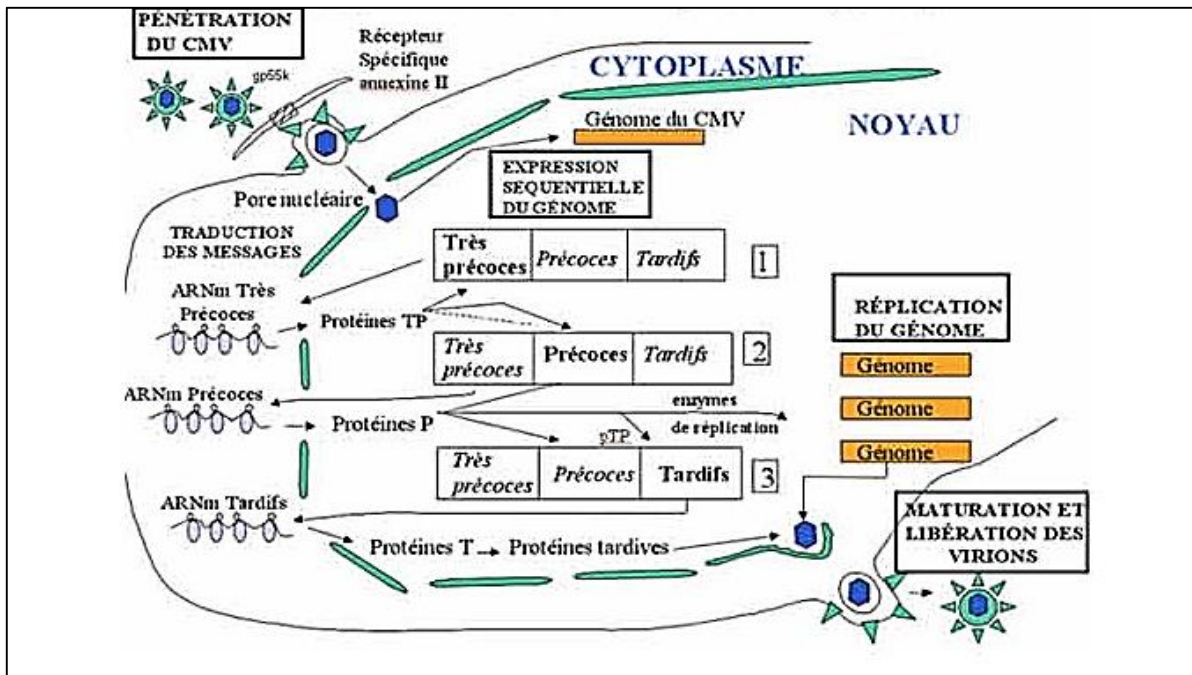 PÉNÉTRATION
DU CMV
gp55k
Récepteur
Spécifique
annexine II
CYTOPLASME
NOYAU
Génome du CMV
EXPRESSION
SEQUENTIELLE
DU GÉNOME
Pore nucléaire
TRADUCTION
DES MESSAGES
Très
précoces
Précoces
Tardifs
1
ARNm Très
Précoces
Protéines TP
RÉPLICATION
DU GÉNOME
Très
précoces
Précoces
Tardifs
2
Génome
Génome
Génome
ARNm Précoces
Protéines P
enzymes
de réplication
pTP
Très
précoces
Précoces
Tardifs
3
ARNm Tardifs
Protéines T
Protéines tardives
MATURATION ET
LIBÉRATION DES
VIRIONS